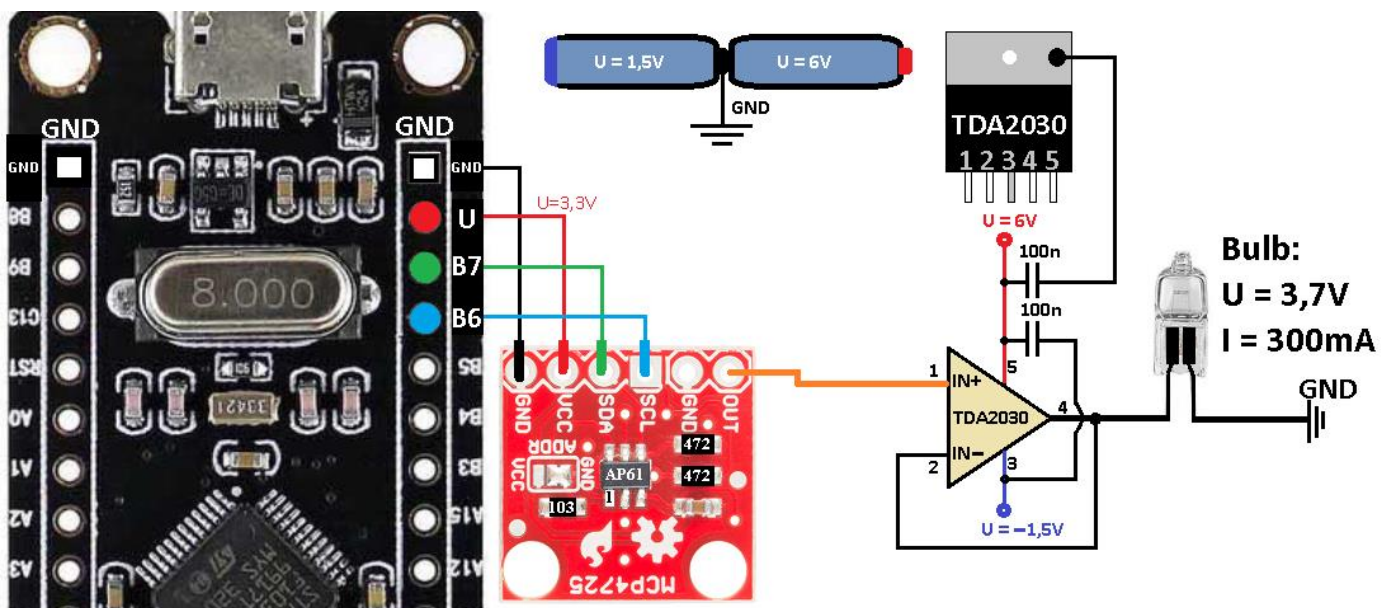 U = 1,5V
U = 6V
GND
GND
GND
GND
GND
U
B7
B6
B8
B9
C13
RST
A0
A1
A2
A3
B5
B4
B3
A15
A12
8.000
33421
103
U=3,3V
GND
VCC
SDA
SCL
GND
OUT
ADDR
VCC
GND
AP61
1
472
472
103
MCP4725
TDA2030
1 2 3 4 5
U = 6V
100n
100n
1
IN+
5
TDA2030
4
2
IN−
3
U = −1,5V
Bulb:
U = 3,7V
I = 300mA
GND